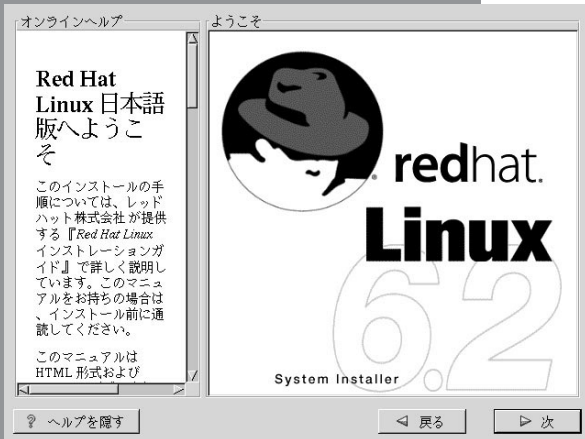 オンラインヘルプ
Red Hat
Linux 日本語
版へようこ
そ
このインストールの手
順については、レッド
ハット株式会社 が提供
する『Red Hat Linux
インストレーションガ
イド』で詳しく説明し
ています。このマニュ
アルをお持ちの場合は
、インストール前に通
読してください。
このマニュアルは
HTML 形式および
ようこそ
redhat.
Linux
6.2
System Installer
ヘルプを隠す
戻る
次